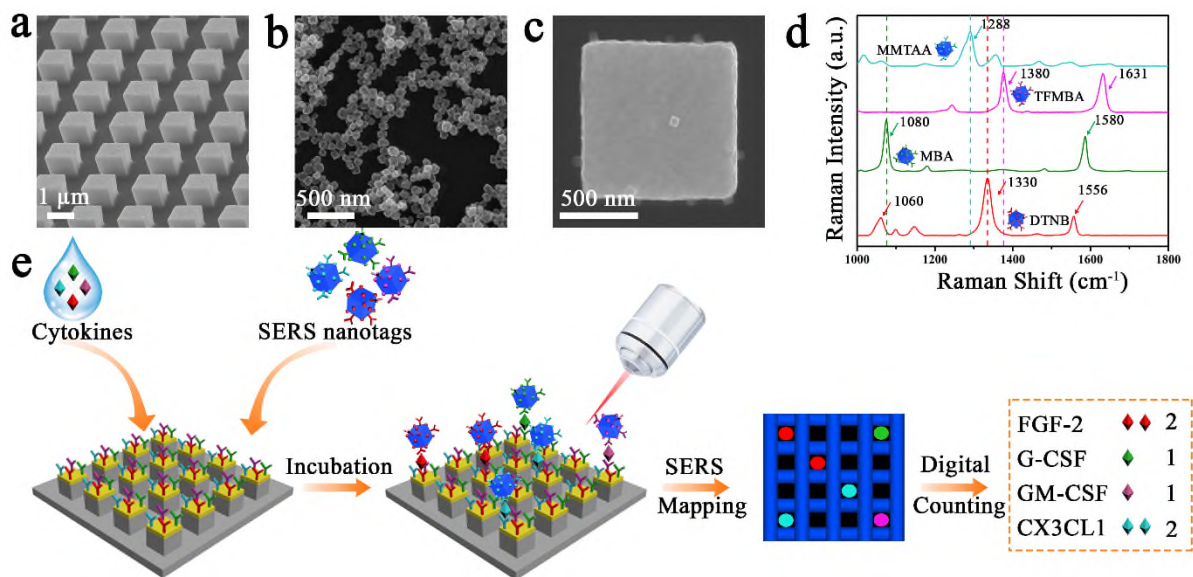 a
1 µm
b
500 nm
c
500 nm
d
Raman Intensity (a.u.)
MMTAA
1288
1380
1631
TFMBA
1080
1580
MBA
1060
1330
1556
DTNB
1000 1200 1400 1600 1800
Raman Shift (cm⁻¹)
e
Cytokines
SERS nanotags
Incubation
SERS
Mapping
Digital
Counting
FGF-2 2
G-CSF 1
GM-CSF 1
CX3CL1 2